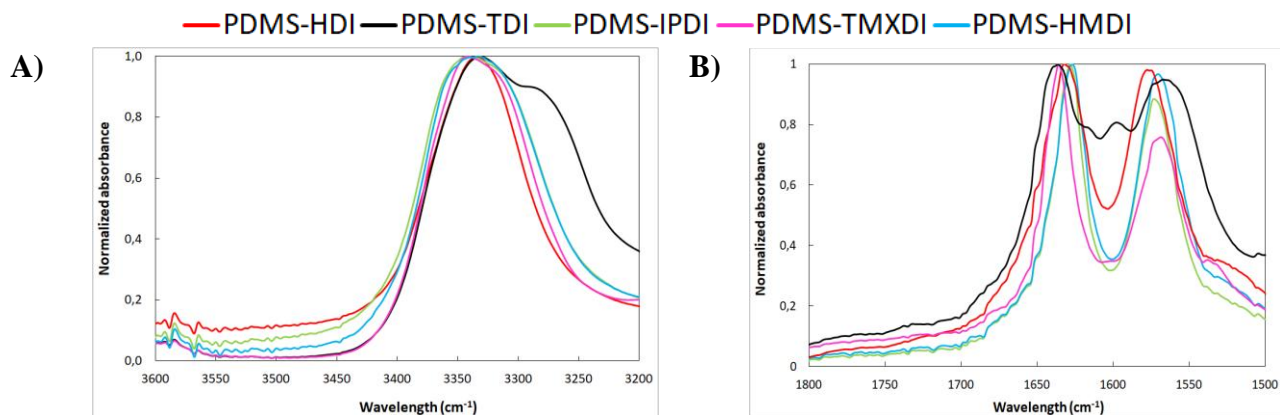 PDMS-HDI PDMS-TDI PDMS-IPDI PDMS-TMXDI PDMS-HMDI
A)
Normalized absorbance
1,0
0,8
0,6
0,4
0,2
0,0
3600 3550 3500 3450 3400 3350 3300 3250 3200
Wavelength (cm⁻¹)
B)
Normalized absorbance
1
0,8
0,6
0,4
0,2
0
1800 1750 1700 1650 1600 1550 1500
Wavelength (cm⁻¹)